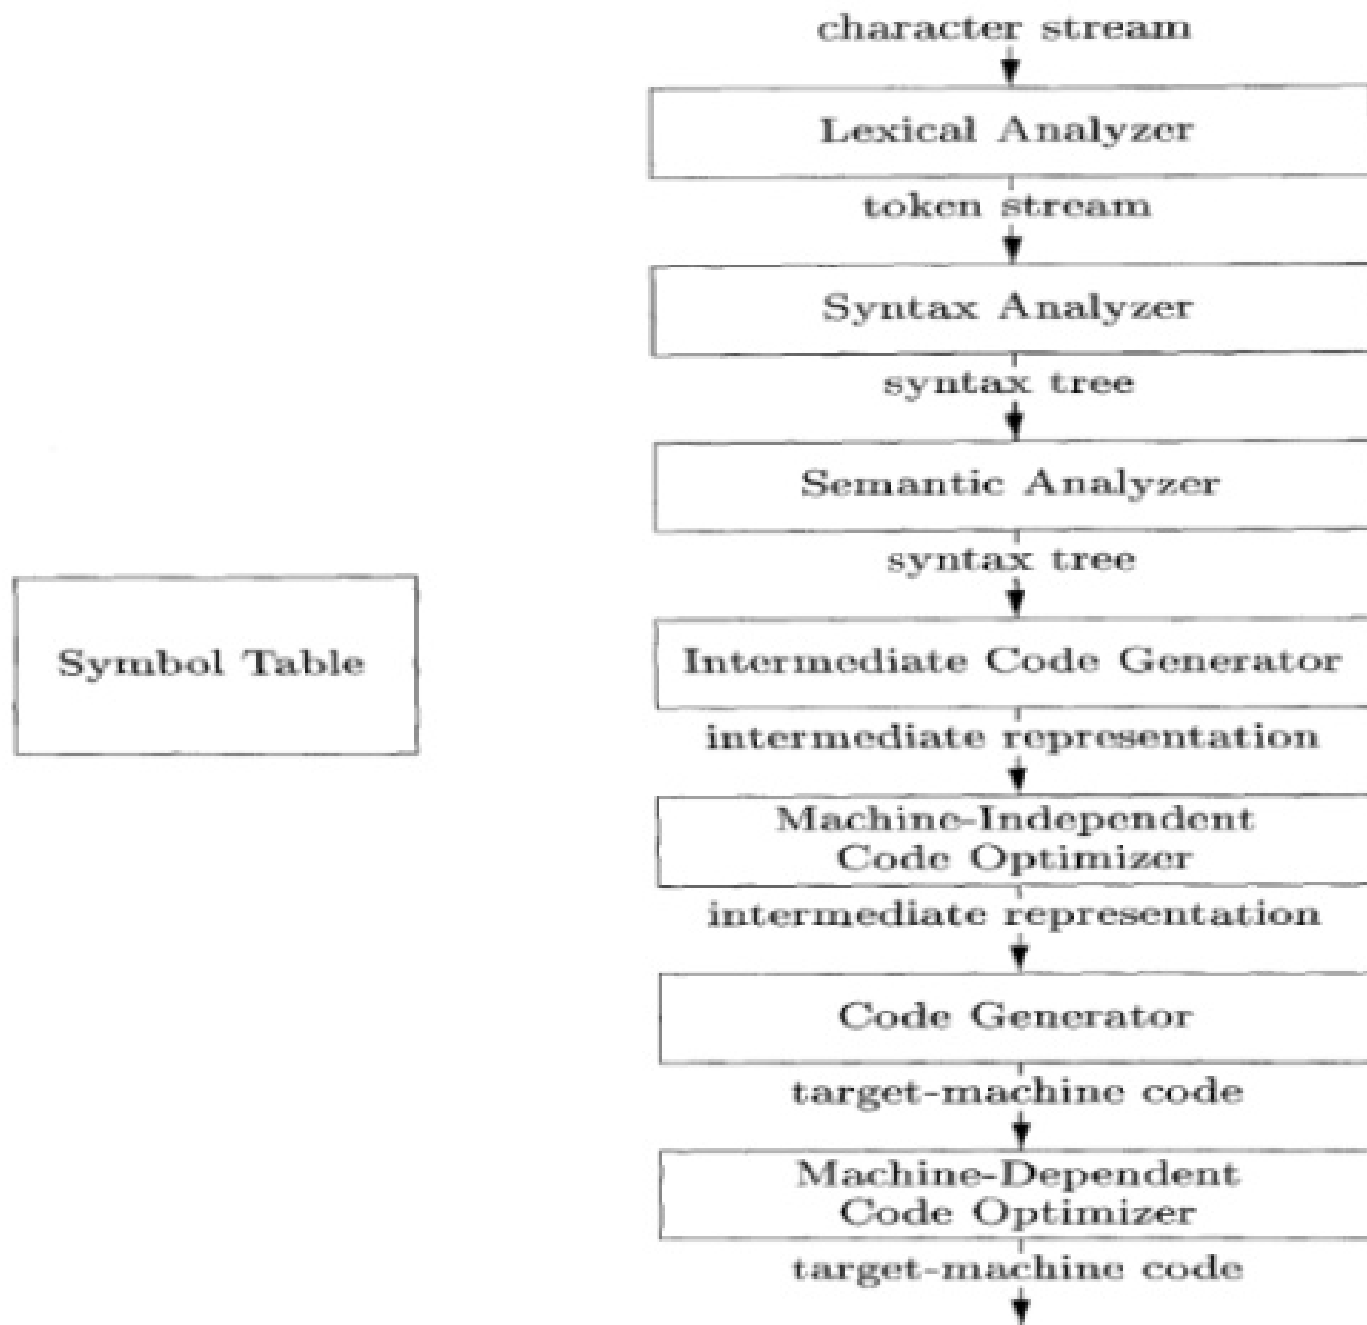 character stream
Lexical Analyzer
token stream
Syntax Analyzer
syntax tree
Semantic Analyzer
syntax tree
Symbol Table
Intermediate Code Generator
intermediate representation
Machine-Independent
Code Optimizer
intermediate representation
Code Generator
target-machine code
Machine-Dependent
Code Optimizer
target-machine code